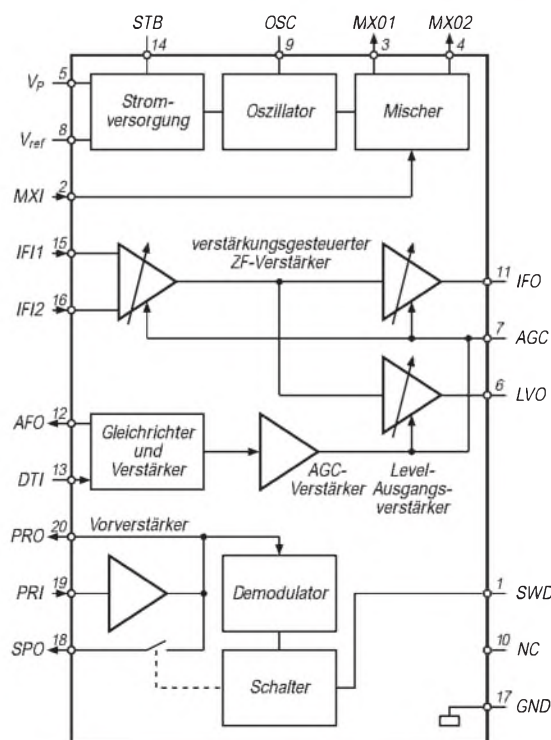 STB OSC MX01 MX02
14 9 3 4
VP 5
Strom-
versorgung
Oszillator
Mischer
Vref 8
MXI 2
IFI1 15
verstärkungsgesteuerter
ZF-Verstärker
11 IFO
IFI2 16
7 AGC
6 LVO
AFO 12
Gleichrichter
und
Verstärker
DTI 13
AGC-
Verstärker
Level-
Ausgangs-
verstärker
PRO 20
Vorverstärker
PRI 19
Demodulator
1 SWD
SPO 18
Schalter
10 NC
17 GND